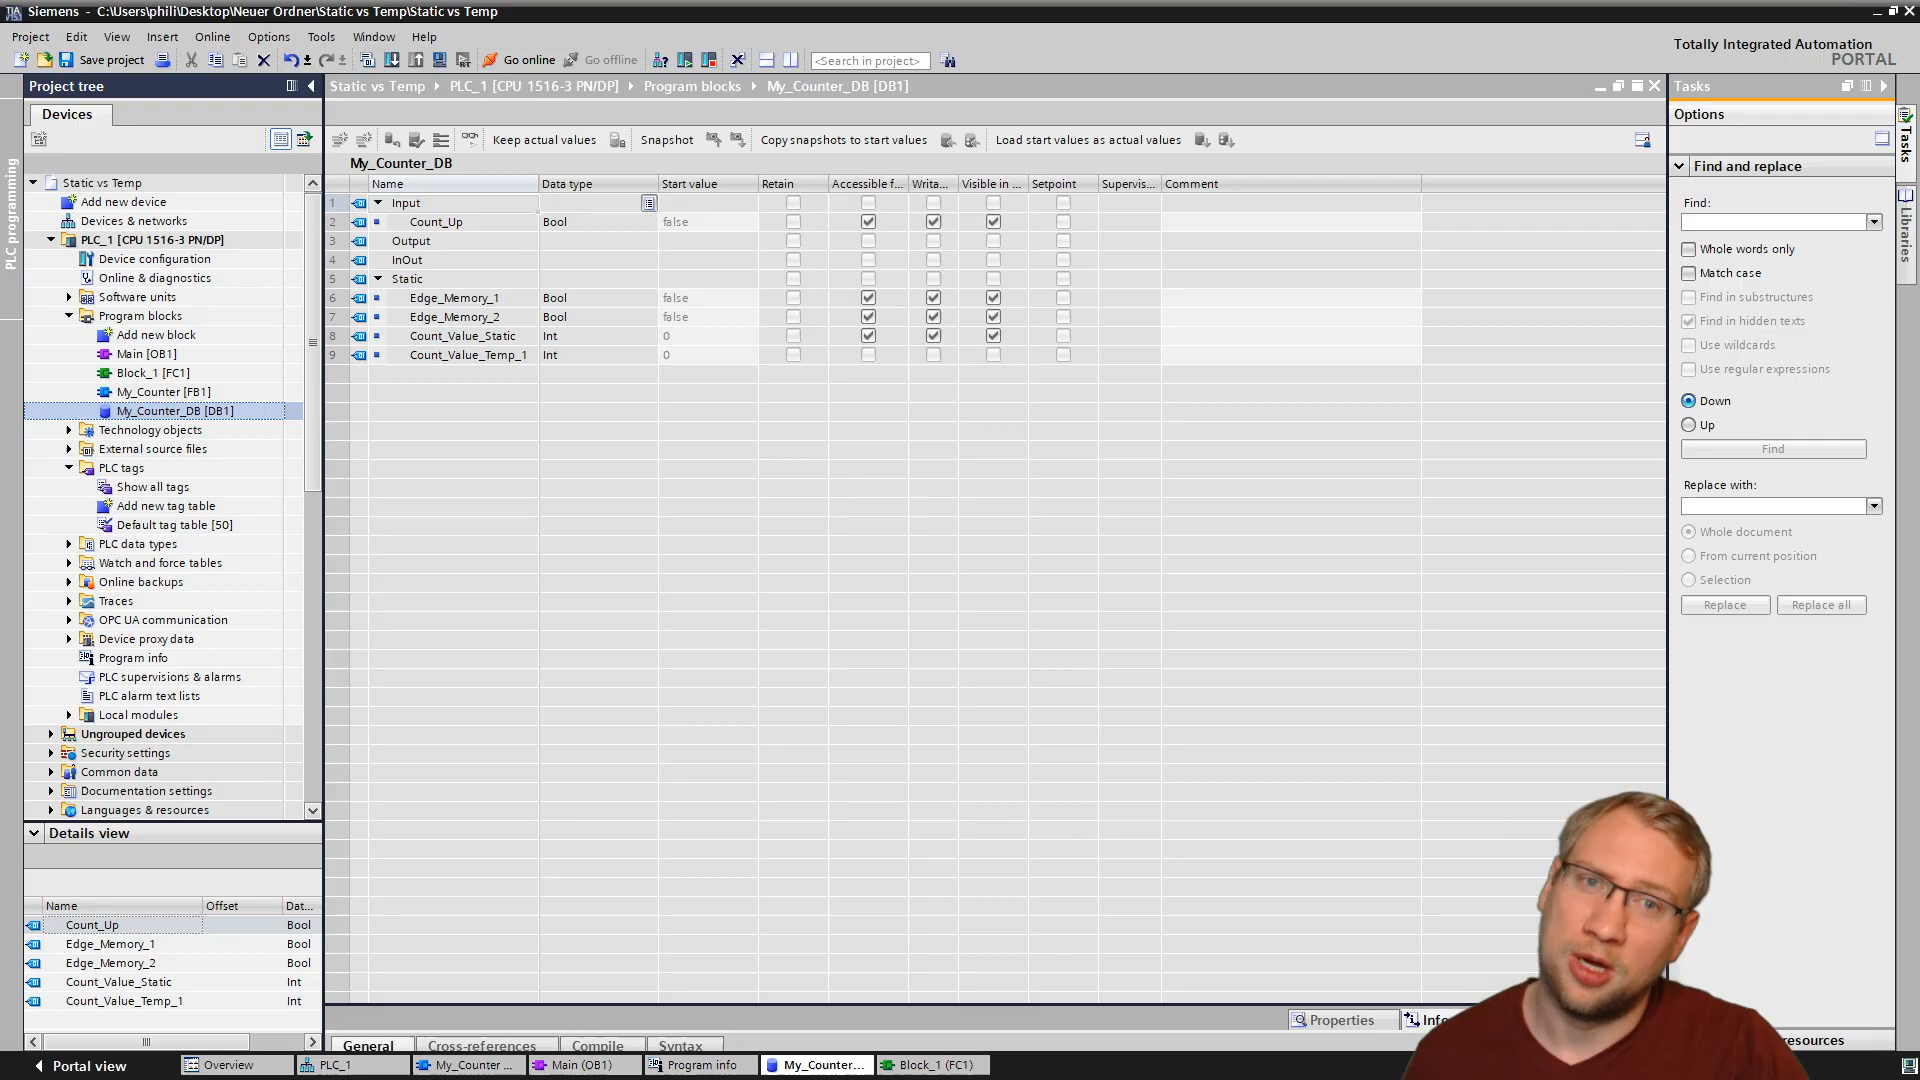 Siemens - C:\Users\phili\Desktop\Neuer Ordner\Static vs Temp\Static vs Temp
Project Edit View Insert Online Options Tools Window Help
Totally Integrated Automation
PORTAL
Save project Go online Go offline <Search in project>
Project tree
Static vs Temp PLC_1 [CPU 1516-3 PN/DP] Program blocks My_Counter_DB [DB1]
Tasks
Devices
Options
Keep actual values Snapshot Copy snapshots to start values Load start values as actual values
My_Counter_DB
Find and replace
Name Data type Start value Retain Accessible f... Writa... Visible in ... Setpoint Supervis... Comment
1 Input
2 Count_Up Bool false
3 Output
4 InOut
5 Static
6 Edge_Memory_1 Bool false
7 Edge_Memory_2 Bool false
8 Count_Value_Static Int 0
9 Count_Value_Temp_1 Int 0
Static vs Temp
Add new device
Devices & networks
PLC_1 [CPU 1516-3 PN/DP]
Device configuration
Online & diagnostics
Software units
Program blocks
Add new block
Main [OB1]
Block_1 [FC1]
My_Counter [FB1]
My_Counter_DB [DB1]
Technology objects
External source files
PLC tags
Show all tags
Add new tag table
Default tag table [50]
PLC data types
Watch and force tables
Online backups
Traces
OPC UA communication
Device proxy data
Program info
PLC supervisions & alarms
PLC alarm text lists
Local modules
Ungrouped devices
Security settings
Common data
Documentation settings
Languages & resources
Find:
Whole words only
Match case
Find in substructures
Find in hidden texts
Use wildcards
Use regular expressions
Down
Up
Find
Replace with:
Whole document
From current position
Selection
Replace Replace all
PLC programming
Tasks
Libraries
Details view
Name Offset Dat...
Count_Up Bool
Edge_Memory_1 Bool
Edge_Memory_2 Bool
Count_Value_Static Int
Count_Value_Temp_1 Int
Properties Info
General Cross-references Compile Syntax
resources
Portal view Overview PLC_1 My_Counter ... Main (OB1) Program info My_Counter... Block_1 (FC1)